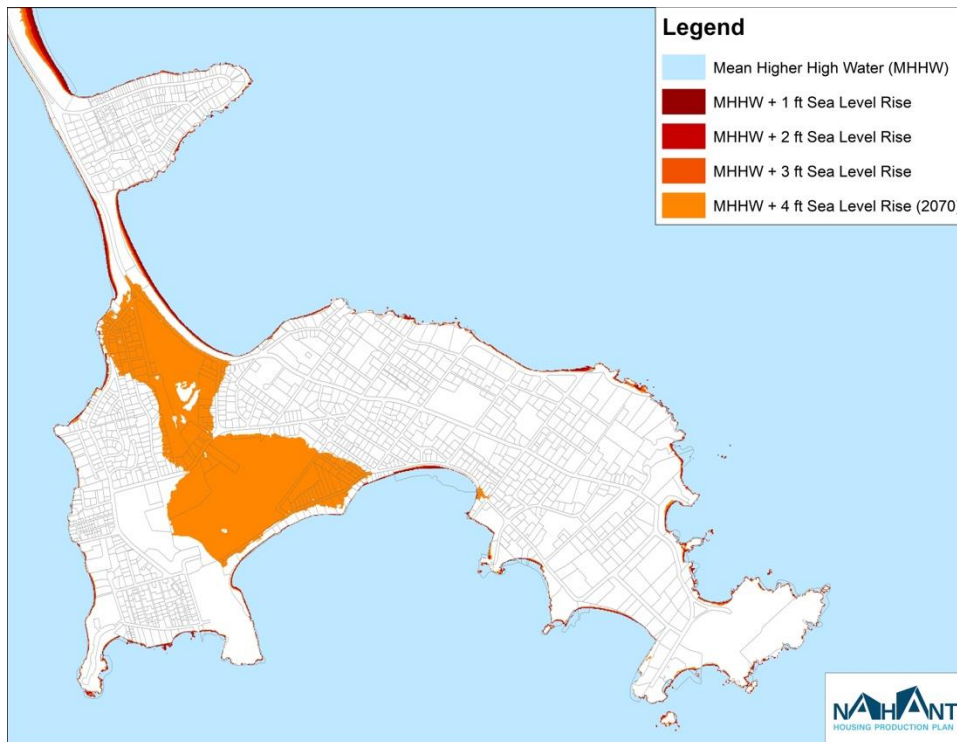 Legend
Mean Higher High Water (MHHW)
MHHW + 1 ft Sea Level Rise
MHHW + 2 ft Sea Level Rise
MHHW + 3 ft Sea Level Rise
MHHW + 4 ft Sea Level Rise (2070)
NAHANT
HOUSING PRODUCTION PLAN